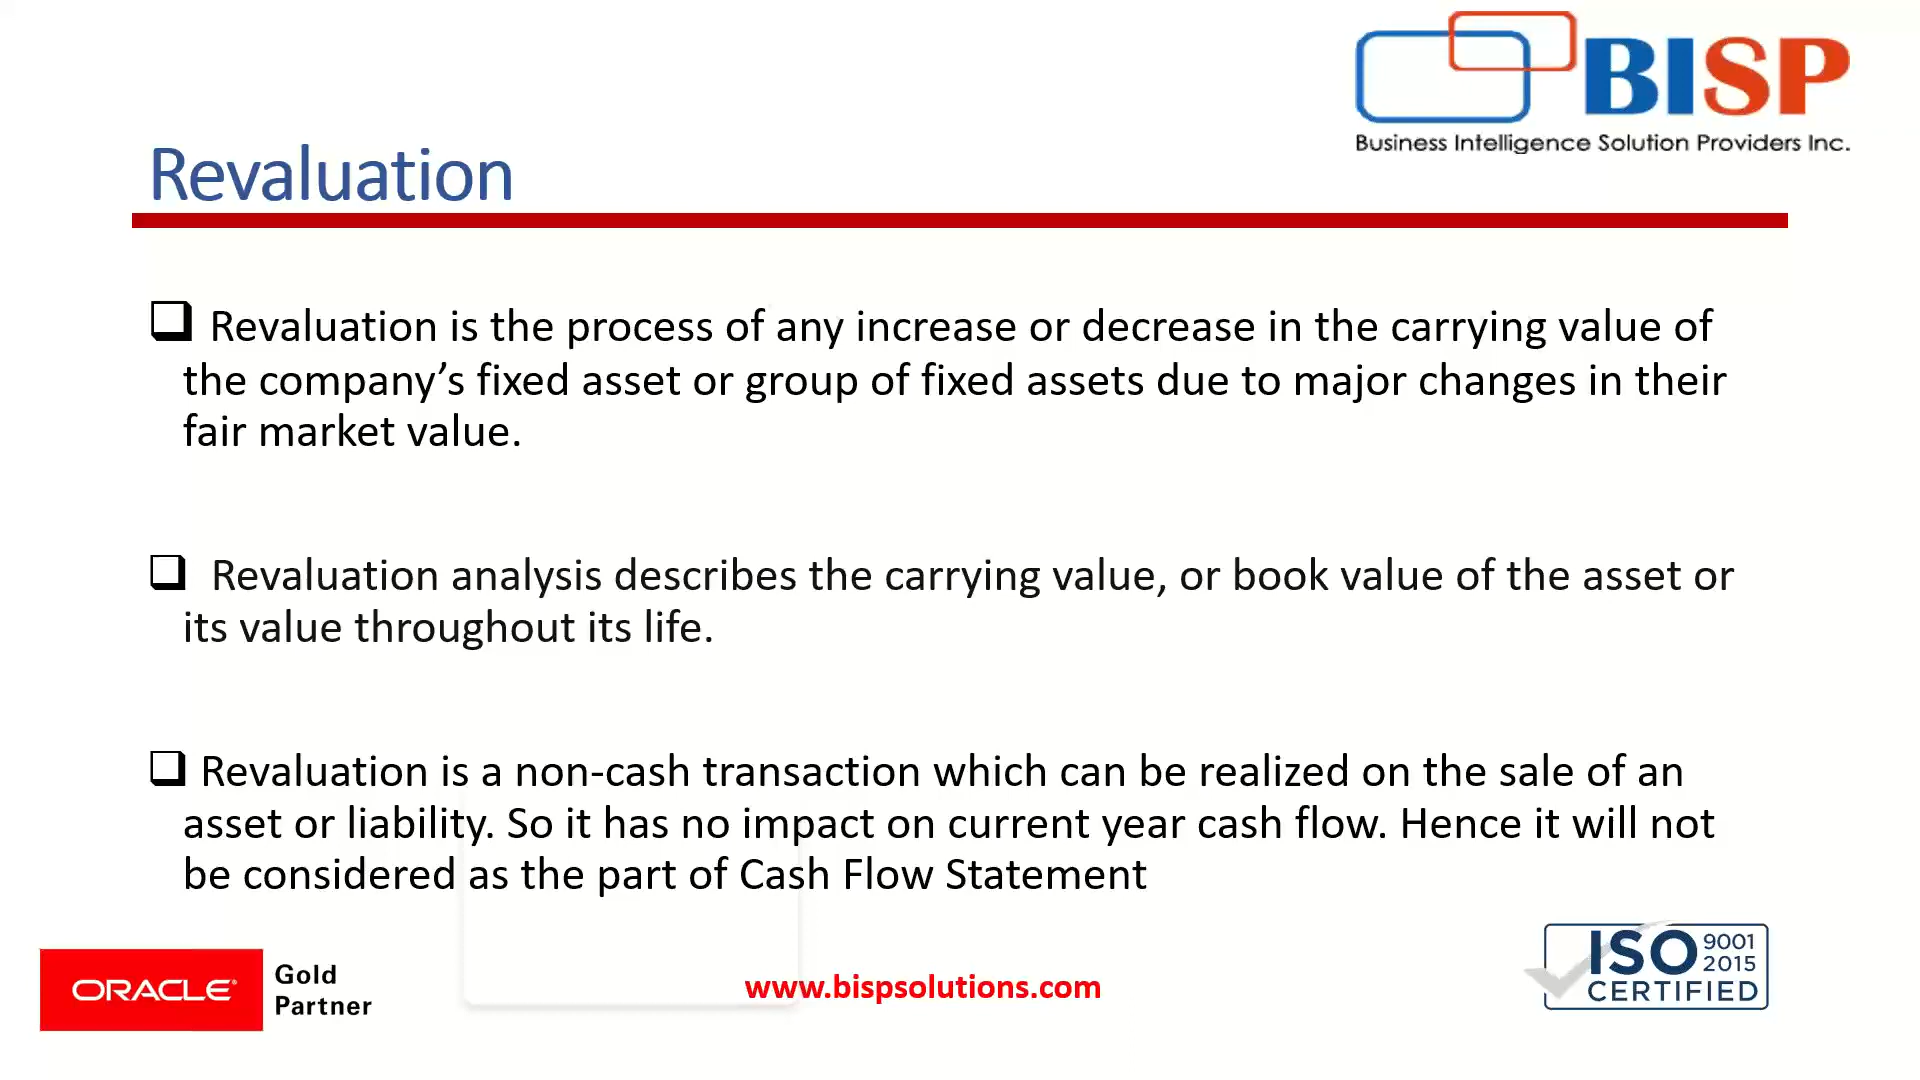 BISP
Business Intelligence Solution Providers Inc.
Revaluation
Revaluation is the process of any increase or decrease in the carrying value of
the company’s fixed asset or group of fixed assets due to major changes in their
fair market value.
Revaluation analysis describes the carrying value, or book value of the asset or
its value throughout its life.
Revaluation is a non-cash transaction which can be realized on the sale of an
asset or liability. So it has no impact on current year cash flow. Hence it will not
be considered as the part of Cash Flow Statement
ORACLE
Gold
Partner
www.bispsolutions.com
ISO 9001
2015
CERTIFIED